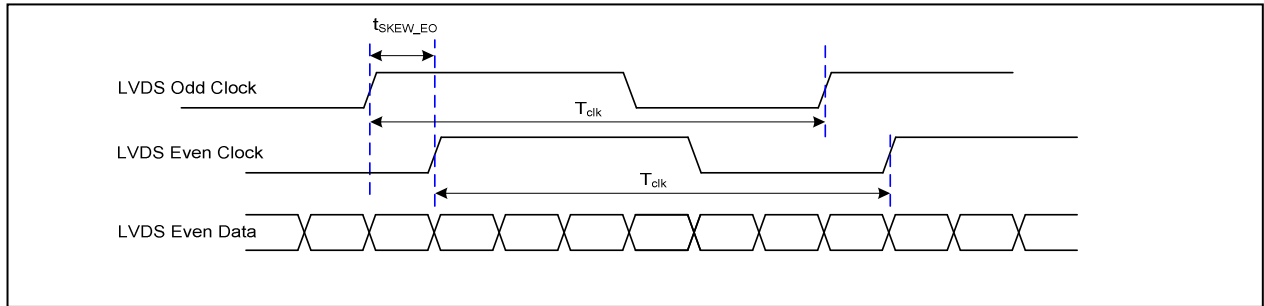 tSKEW_EO
LVDS Odd Clock
Tclk
LVDS Even Clock
Tclk
LVDS Even Data